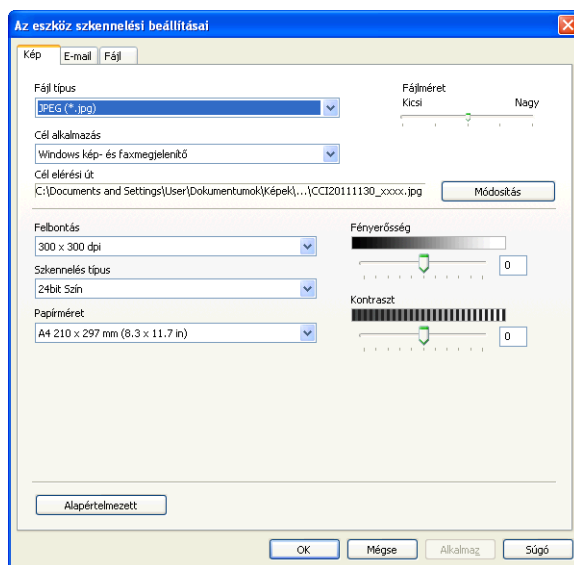 Az eszköz szkennelési beállításai
Kép E-mail Fájl
Fájl típus
JPEG (*.jpg)
Fájlméret
Kicsi Nagy
Cél alkalmazás
Windows kép- és faxmegjelenítő
Cél elérési út
C:\Documents and Settings\User\Dokumentumok\Képek\...\CCI20111130_xxxx.jpg
Módosítás
Felbontás
300 x 300 dpi
Szkennelés típus
24bit Szín
Papírméret
A4 210 x 297 mm (8.3 x 11.7 in)
Fényerősség
0
Kontraszt
0
Alapértelmezett
OK Mégse Alkalmaz Súgó